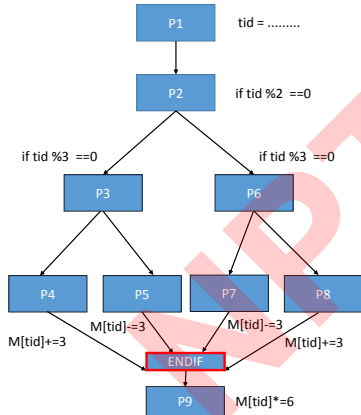 P1
tid = .........
P2
if tid %2 ==0
if tid %3 ==0
if tid %3 ==0
P3
P6
P4
P5
P7
P8
M[tid]+=3
M[tid]-=3
M[tid]-=3
M[tid]+=3
ENDIF
P9
M[tid]*=6
NPT